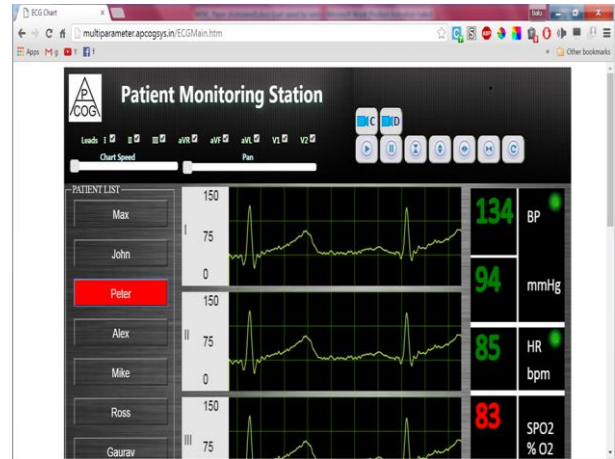 ECG Chart
multiparameter.apcogsys.in/ECGMain.htm
Apps
Other bookmarks
P
COG
Patient Monitoring Station
Leads I II III aVR aVF aVL V1 V2
Chart Speed Pan
C D
PATIENT LIST
Max
John
Peter
Alex
Mike
Ross
Gaurav
I
150
75
0
II
150
75
0
III
150
75
134 BP
94 mmHg
85 HR
bpm
83 SPO2
% O2